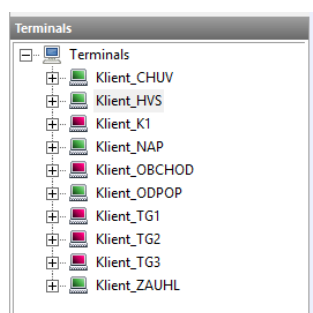 Terminals
Terminals
Klient_CHUV
Klient_HVS
Klient_K1
Klient_NAP
Klient_OBCHOD
Klient_ODPOP
Klient_TG1
Klient_TG2
Klient_TG3
Klient_ZAUHL